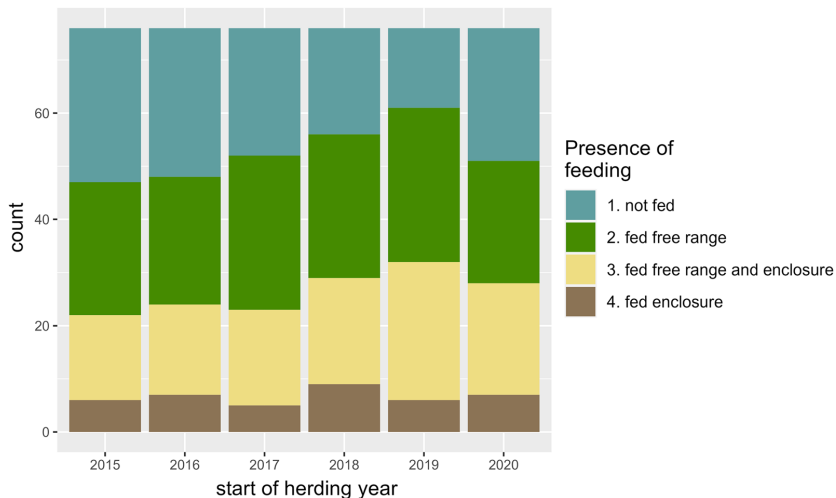 60
40
20
0
count
2015 2016 2017 2018 2019 2020
start of herding year
Presence of
feeding
1. not fed
2. fed free range
3. fed free range and enclosure
4. fed enclosure